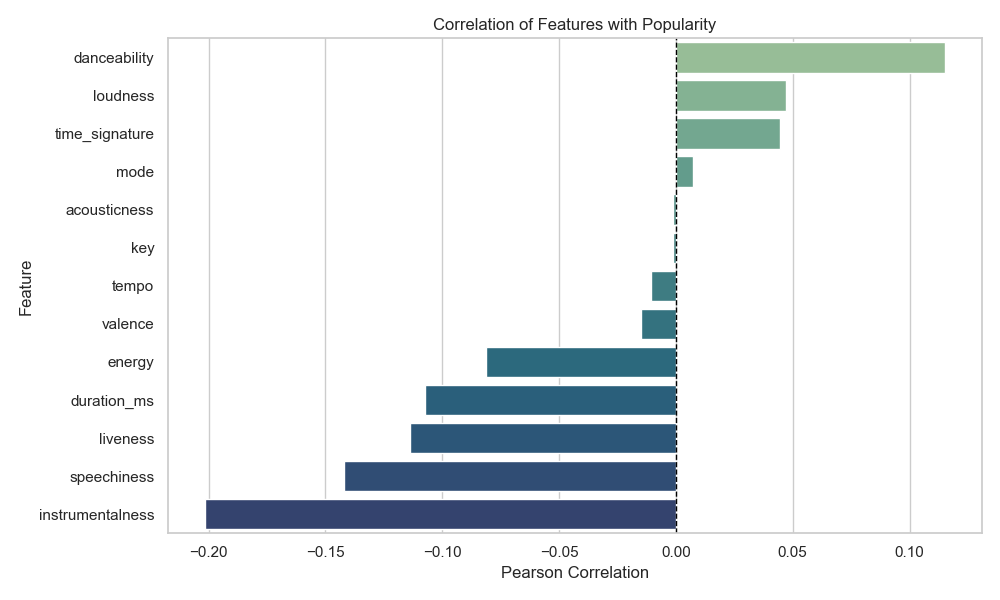 Correlation of Features with Popularity
danceability
loudness
time_signature
mode
acousticness
key
tempo
valence
energy
duration_ms
liveness
speechiness
instrumentalness
Feature
−0.20
−0.15
−0.10
−0.05
0.00
0.05
0.10
Pearson Correlation